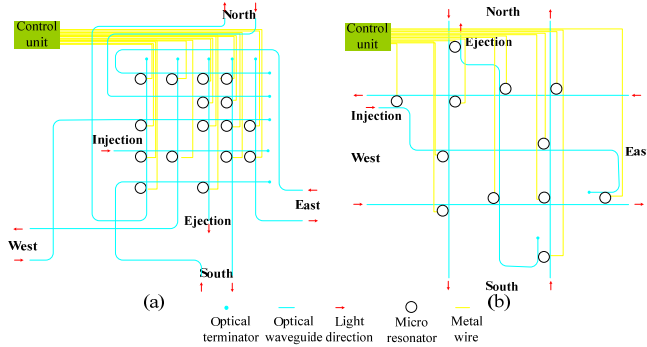 North
Control
unit
Injection
East
Ejection
West
South
(a)
North
Control
unit
Ejection
Injection
West
East
South
(b)
Optical
terminator
Optical
waveguide
Light
direction
Micro
resonator
Metal
wire